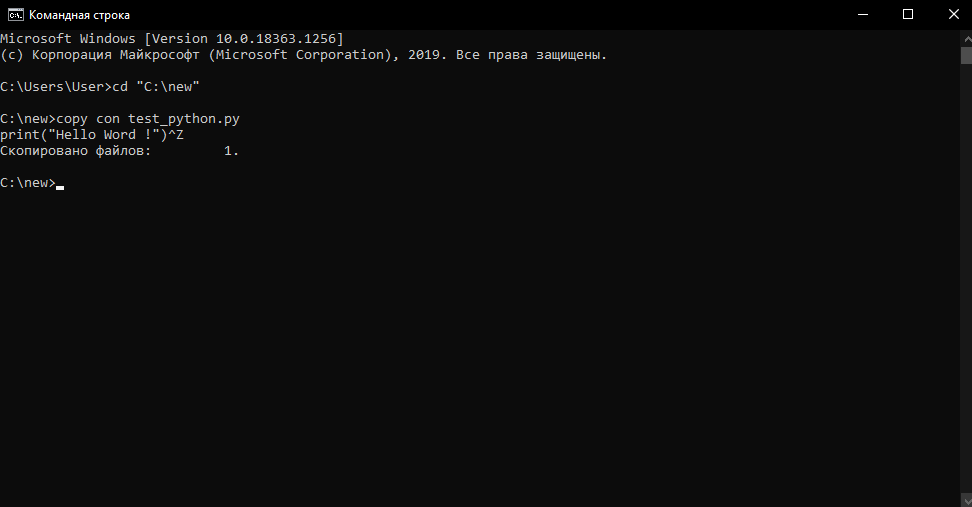 Командная строка
Microsoft Windows [Version 10.0.18363.1256]
(c) Корпорация Майкрософт (Microsoft Corporation), 2019. Все права защищены.
C:\Users\User>cd "C:\new"
C:\new>copy con test_python.py
print("Hello Word !")^Z
Скопировано файлов:         1.
C:\new>